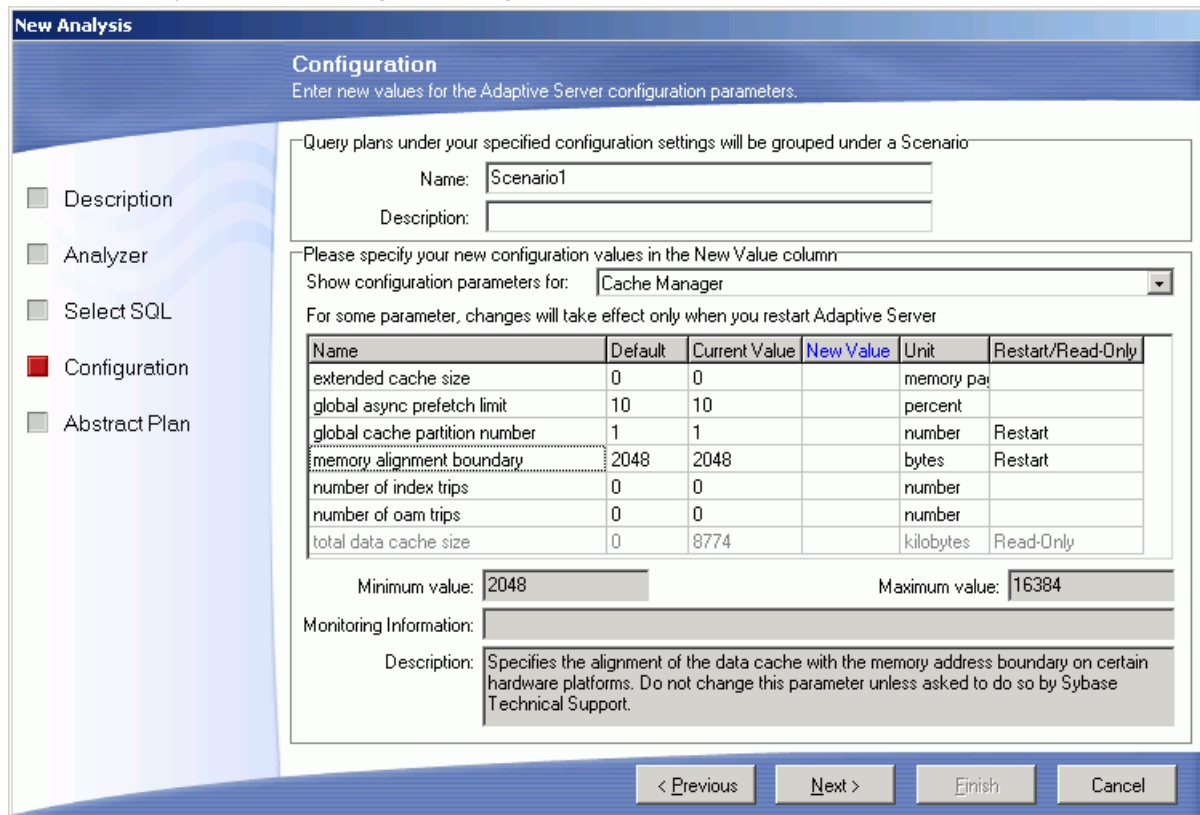 New Analysis
Configuration
Enter new values for the Adaptive Server configuration parameters.
Description
Analyzer
Select SQL
Configuration
Abstract Plan
Query plans under your specified configuration settings will be grouped under a Scenario
Name: Scenario1
Description:
Please specify your new configuration values in the New Value column
Show configuration parameters for: Cache Manager
For some parameter, changes will take effect only when you restart Adaptive Server
Name Default Current Value New Value Unit Restart/Read-Only
extended cache size 0 0 memory pa
global async prefetch limit 10 10 percent
global cache partition number 1 1 number Restart
memory alignment boundary 2048 2048 bytes Restart
number of index trips 0 0 number
number of oam trips 0 0 number
total data cache size 0 8774 kilobytes Read-Only
Minimum value: 2048 Maximum value: 16384
Monitoring Information:
Description: Specifies the alignment of the data cache with the memory address boundary on certain
hardware platforms. Do not change this parameter unless asked to do so by Sybase
Technical Support.
< Previous Next > Finish Cancel